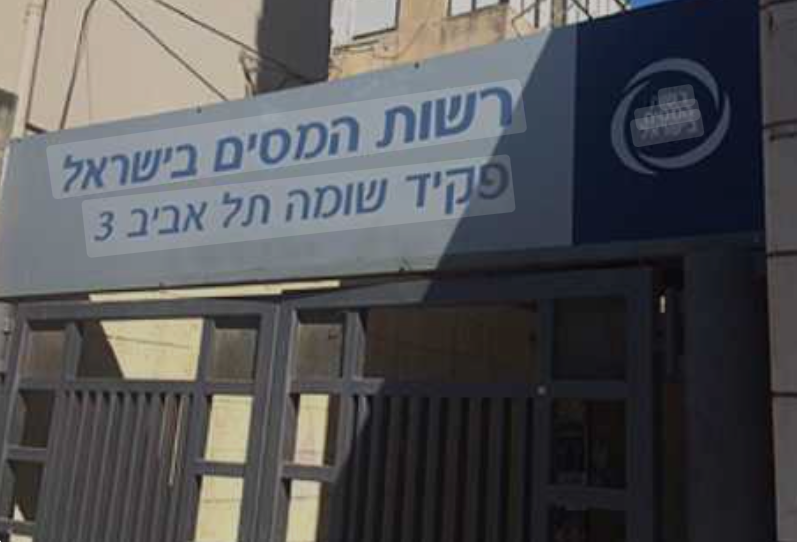 רשות המסים בישראל
פקיד שומה תל אביב 3